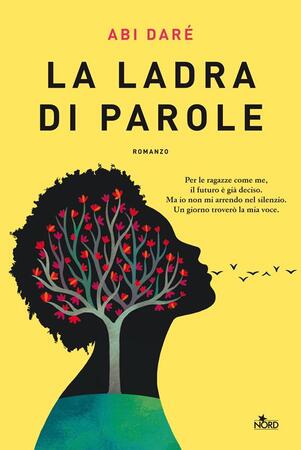 ABI DARÉ
LA LADRA
DI PAROLE
ROMANZO
Per le ragazze come me,
il futuro è già deciso.
Ma io non mi arrendo nel silenzio.
Un giorno troverò la mia voce.
NORD